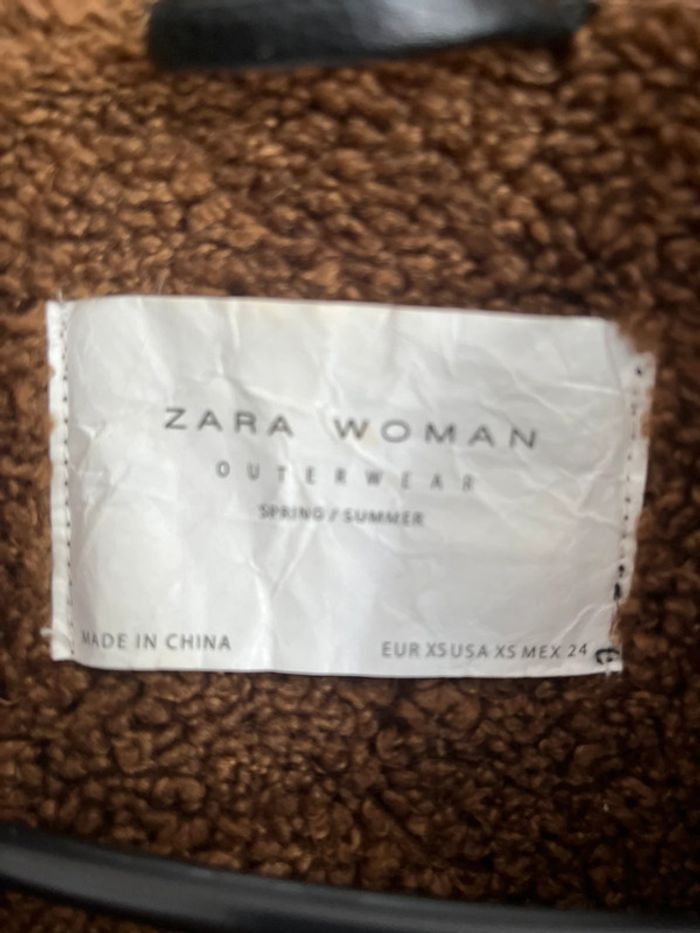 ZARA WOMAN
OUTERWEAR
SPRING / SUMMER
MADE IN CHINA
EUR XS USA XS MEX 24